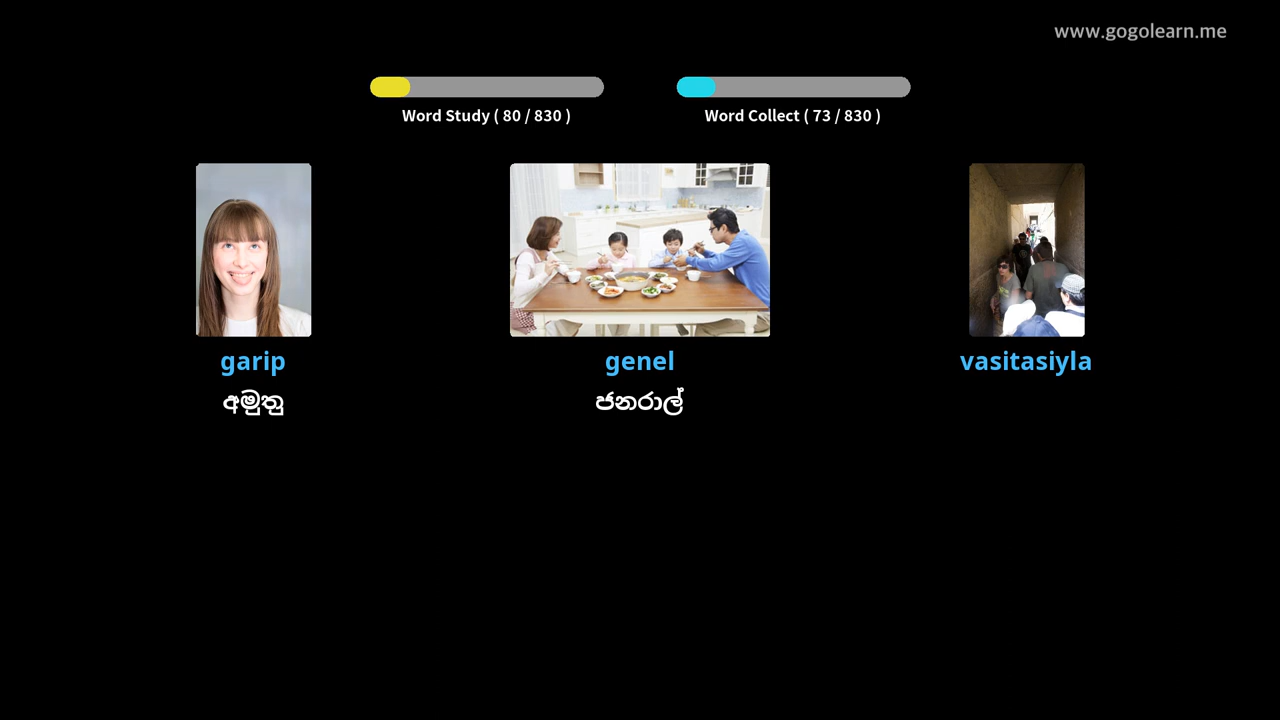 www.gogolearn.me
Word Study ( 80 / 830 )
Word Collect ( 73 / 830 )
garip
genel
vasitasiyla
අමුතු
ජනරාල්